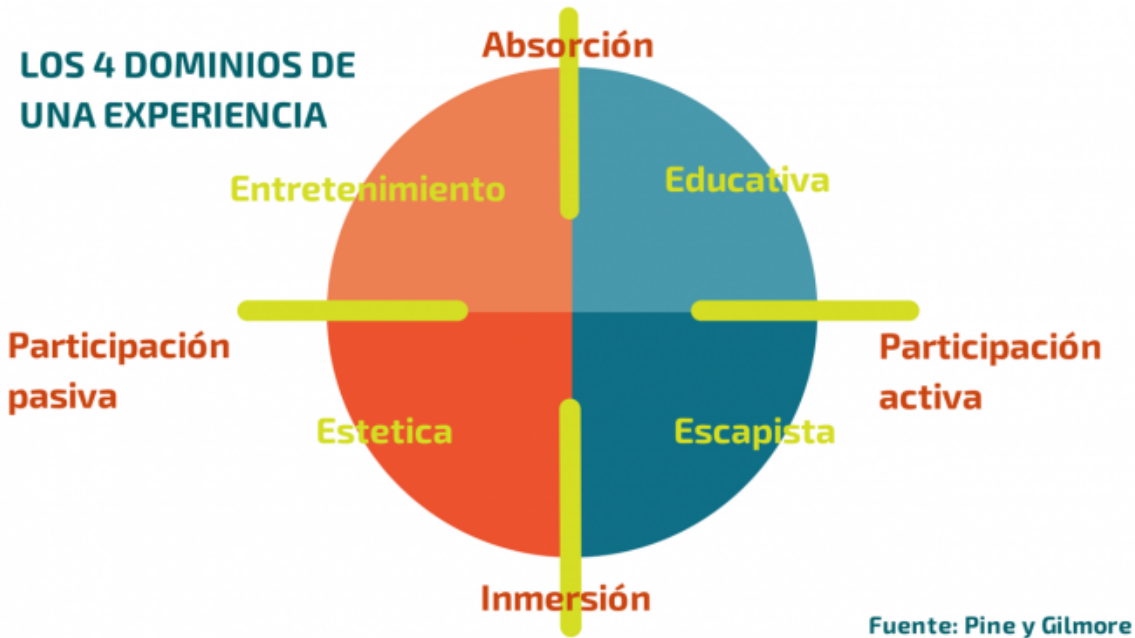 LOS 4 DOMINIOS DE
UNA EXPERIENCIA
Absorción
Entretenimiento
Educativa
Participación
pasiva
Participación
activa
Estetica
Escapista
Inmersión
Fuente: Pine y Gilmore